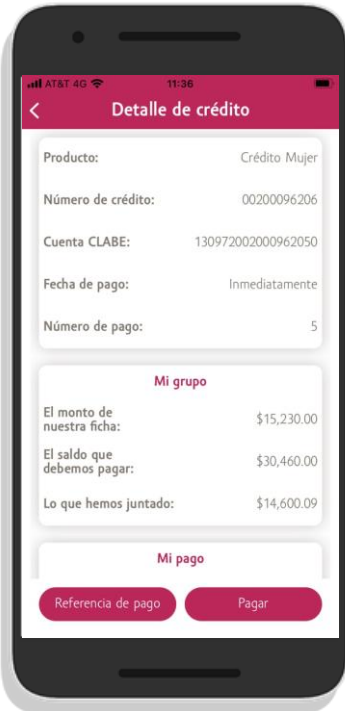 AT&T 4G 11:36
Detalle de crédito
Producto: Crédito Mujer
Número de crédito: 00200096206
Cuenta CLABE: 130972002000962050
Fecha de pago: Inmediatamente
Número de pago: 5
Mi grupo
El monto de
nuestra ficha: $15,230.00
El saldo que
debemos pagar: $30,460.00
Lo que hemos juntado: $14,600.09
Mi pago
Referencia de pago Pagar